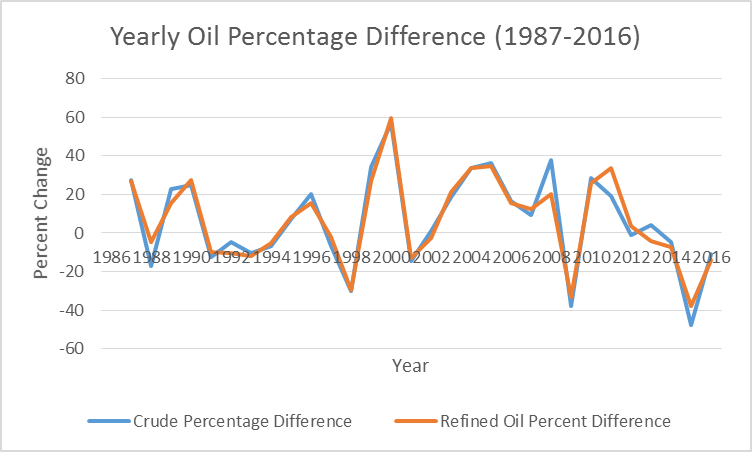 Yearly Oil Percentage Difference (1987-2016)
80
60
40
20
0
-20
-40
-60
Percent Change
1986 1988 1990 1992 1994 1996 1998 2000 2002 2004 2006 2008 2010 2012 2014 2016
Year
Crude Percentage Difference Refined Oil Percent Difference